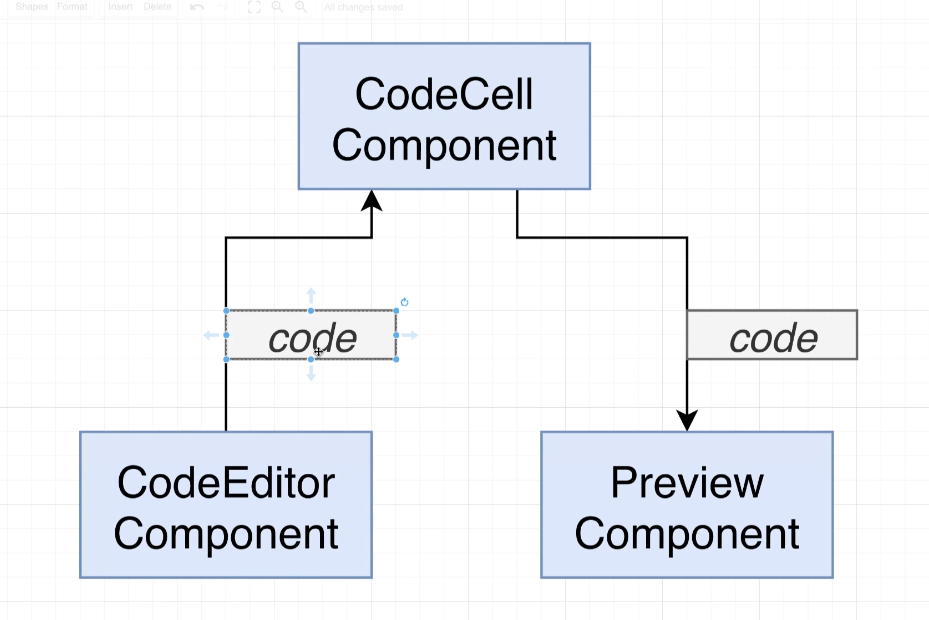 Shapes Format Insert Delete All changes saved
CodeCell
Component
code
code
CodeEditor
Component
Preview
Component